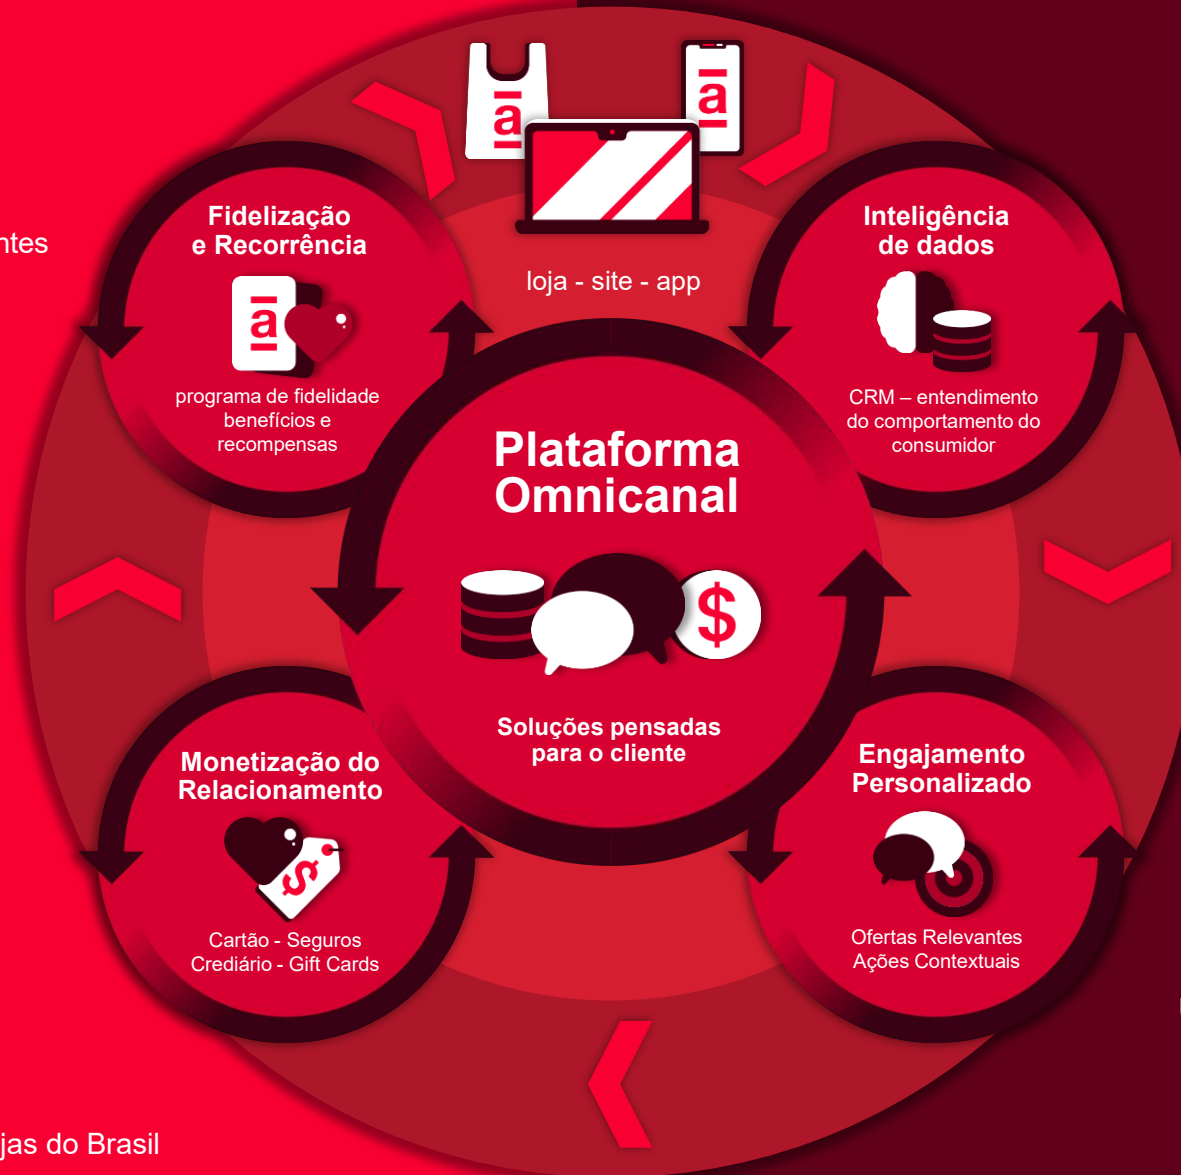 ā
ā
loja - site - app
Fidelização
e Recorrência
ā
programa de fidelidade
benefícios e
recompensas
Inteligência
de dados
CRM – entendimento
do comportamento do
consumidor
ntes
Plataforma
Omnicanal
$
Soluções pensadas
para o cliente
Monetização do
Relacionamento
$
Cartão - Seguros
Crediário - Gift Cards
Engajamento
Personalizado
Ofertas Relevantes
Ações Contextuais
jas do Brasil